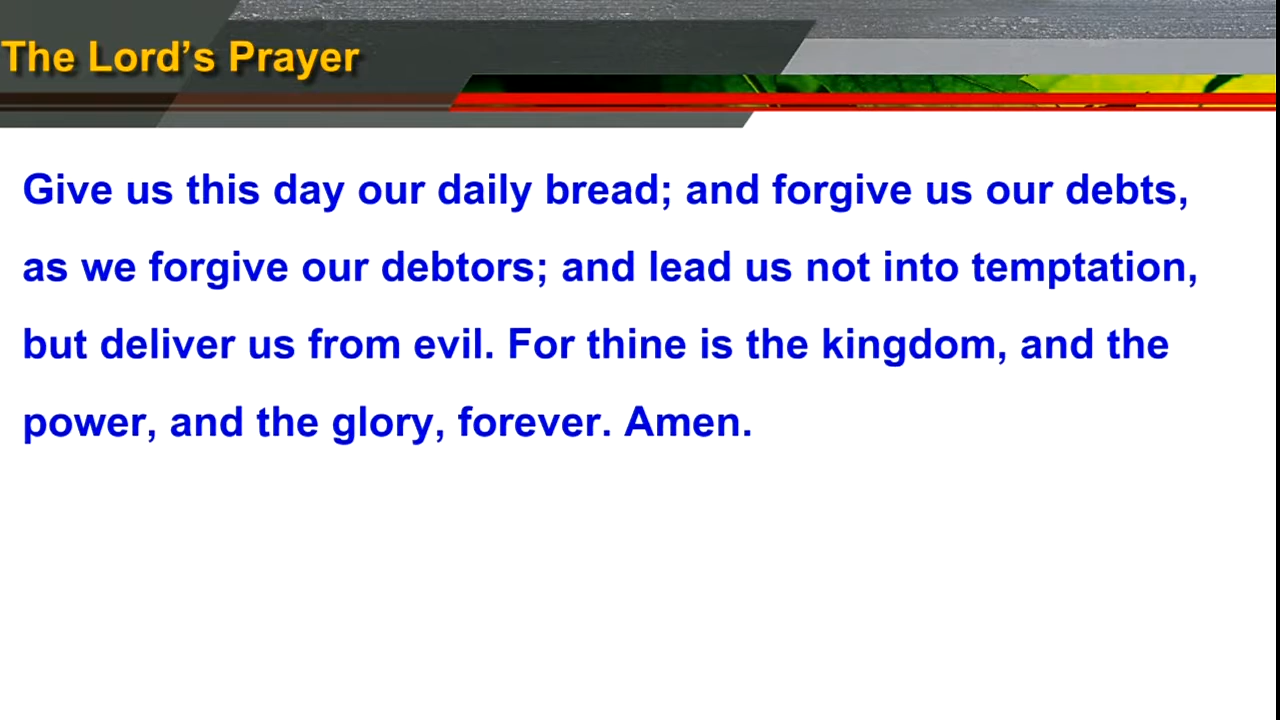 The Lord’s Prayer
Give us this day our daily bread; and forgive us our debts,
as we forgive our debtors; and lead us not into temptation,
but deliver us from evil. For thine is the kingdom, and the
power, and the glory, forever. Amen.